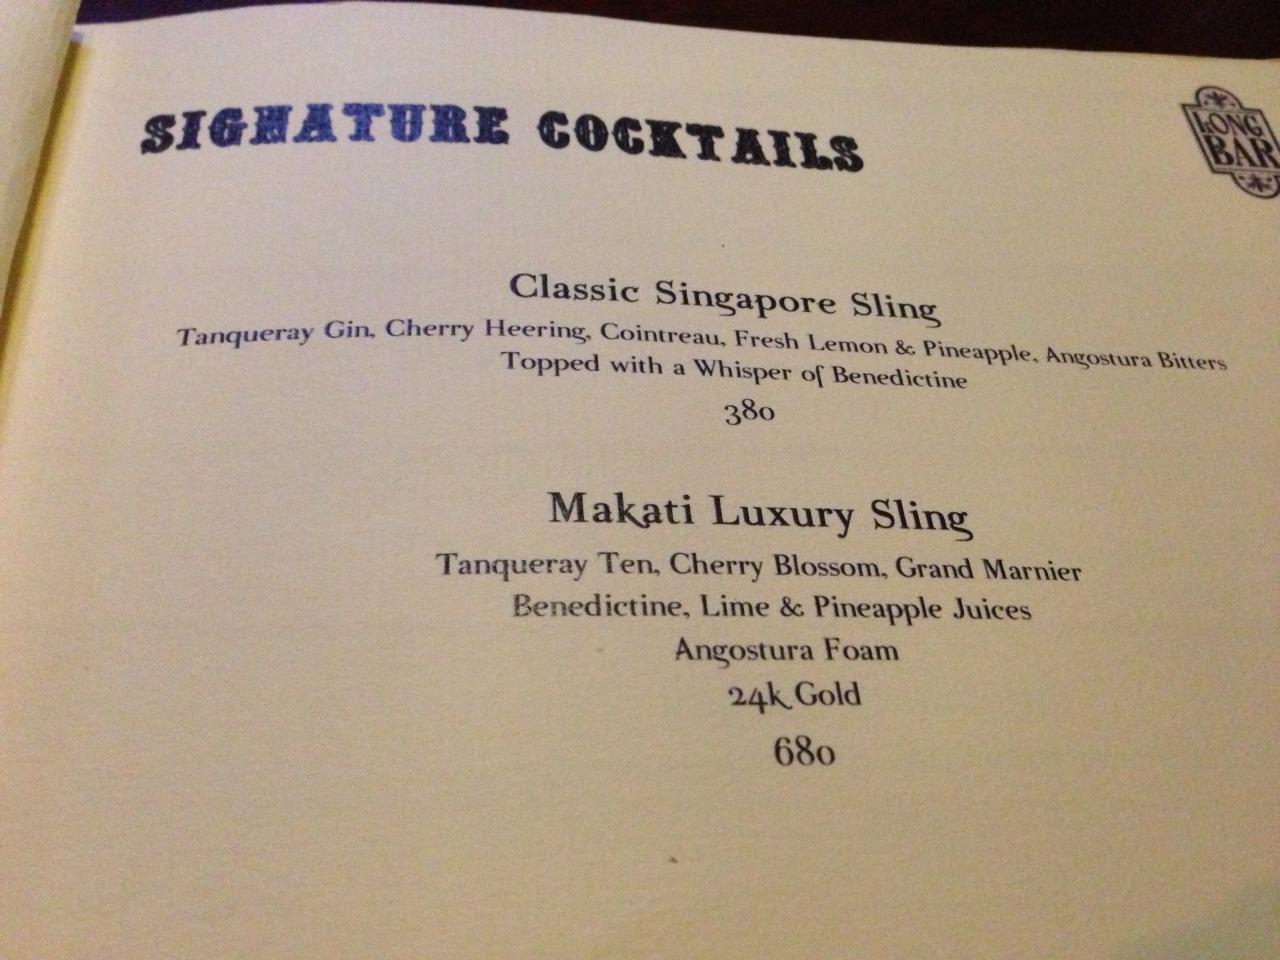 SIGNATURE COCKTAILS
LONG
BAR
Classic Singapore Sling
Tanqueray Gin, Cherry Heering, Cointreau, Fresh Lemon & Pineapple, Angostura Bitters
Topped with a Whisper of Benedictine
380
Makati Luxury Sling
Tanqueray Ten, Cherry Blossom, Grand Marnier
Benedictine, Lime & Pineapple Juices
Angostura Foam
24k Gold
680